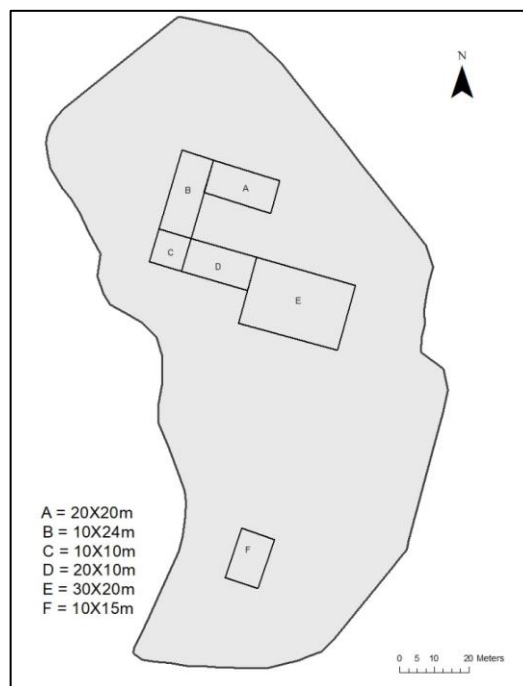 N
A
B
C
D
E
F
A = 20X20m
B = 10X24m
C = 10X10m
D = 20X10m
E = 30X20m
F = 10X15m
0 5 10 20 Meters